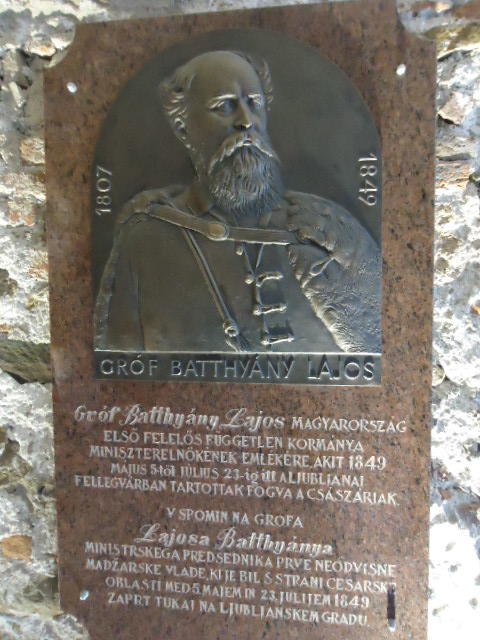 1807
1849
GRÓF BATTHYÁNY LAJOS
Gróf Batthyány Lajos MAGYARORSZÁG
ELSŐ FELELŐS FÜGGETLEN KORMÁNYA
MINISZTERELNÖKÉNEK EMLÉKÉRE, AKIT 1849
MÁJUS 5-től JÚLIUS 23-ig ITT A LJUBLJANAI
FELLEGVÁRBAN TARTOTTAK FOGVA A CSÁSZÁRIAK.
V SPOMIN NA GROFA
Lajosa Batthyánya
MINISTRSKEGA PREDSEDNIKA PRVE NEODVISNE
MADŽARSKE VLADE, KI JE BIL S STRANI CESARSKE
OBLASTI MED 5. MAJEM IN 23. JULIJEM 1849
ZAPRT TUKAJ NA LJUBLJANSKEM GRADU.